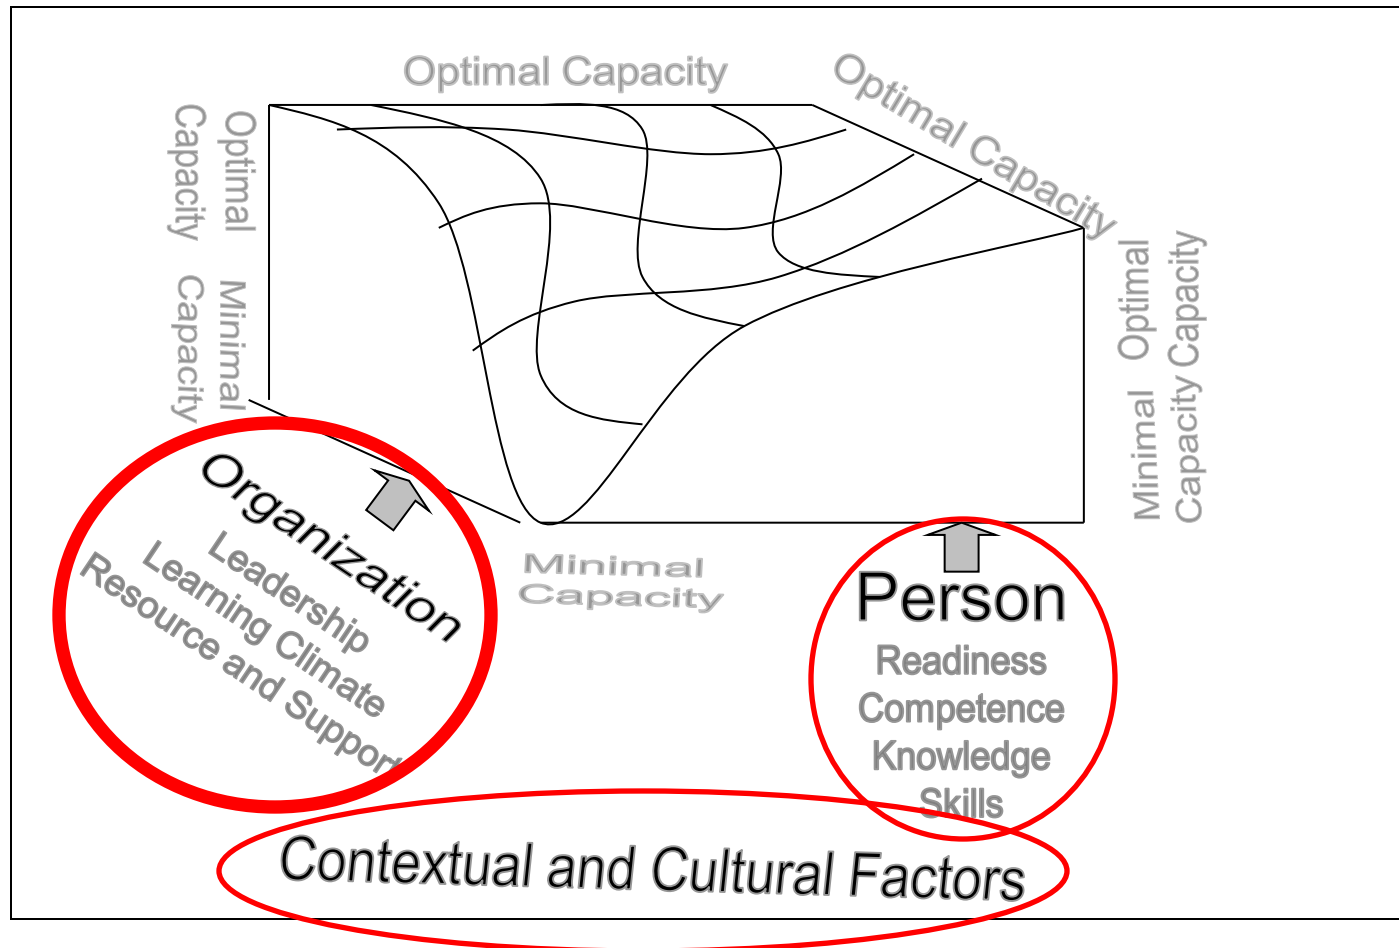 Optimal Capacity
Optimal Capacity
Optimal
Capacity
Minimal
Capacity
Optimal
Capacity
Minimal
Capacity
Organization
Leadership
Learning Climate
Resource and Support
Minimal
Capacity
Person
Readiness
Competence
Knowledge
Skills
Contextual and Cultural Factors